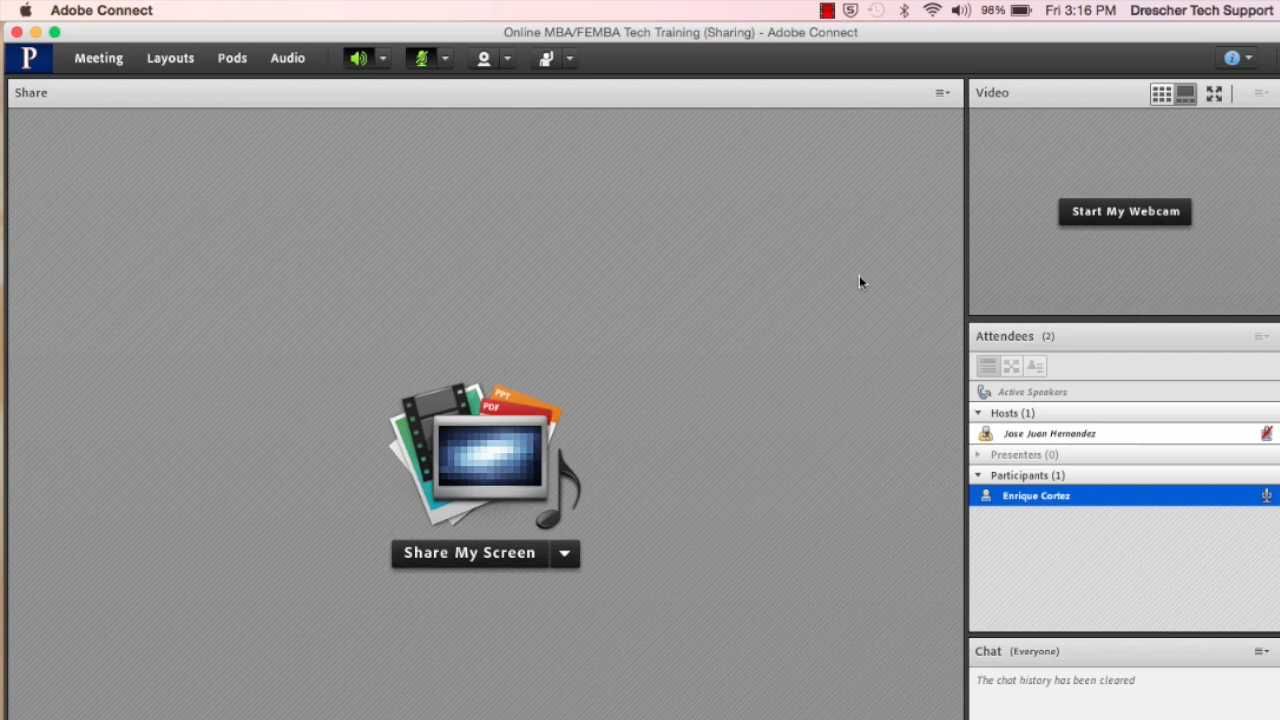 Adobe Connect
98%
Fri 3:16 PM
Drescher Tech Support
Online MBA/FEMBA Tech Training (Sharing) - Adobe Connect
P
Meeting
Layouts
Pods
Audio
Share
Video
Start My Webcam
Attendees (2)
Active Speakers
Hosts (1)
Jose Juan Hernandez
Presenters (0)
Participants (1)
Enrique Cortez
PPT
PDF
Share My Screen
Chat (Everyone)
The chat history has been cleared